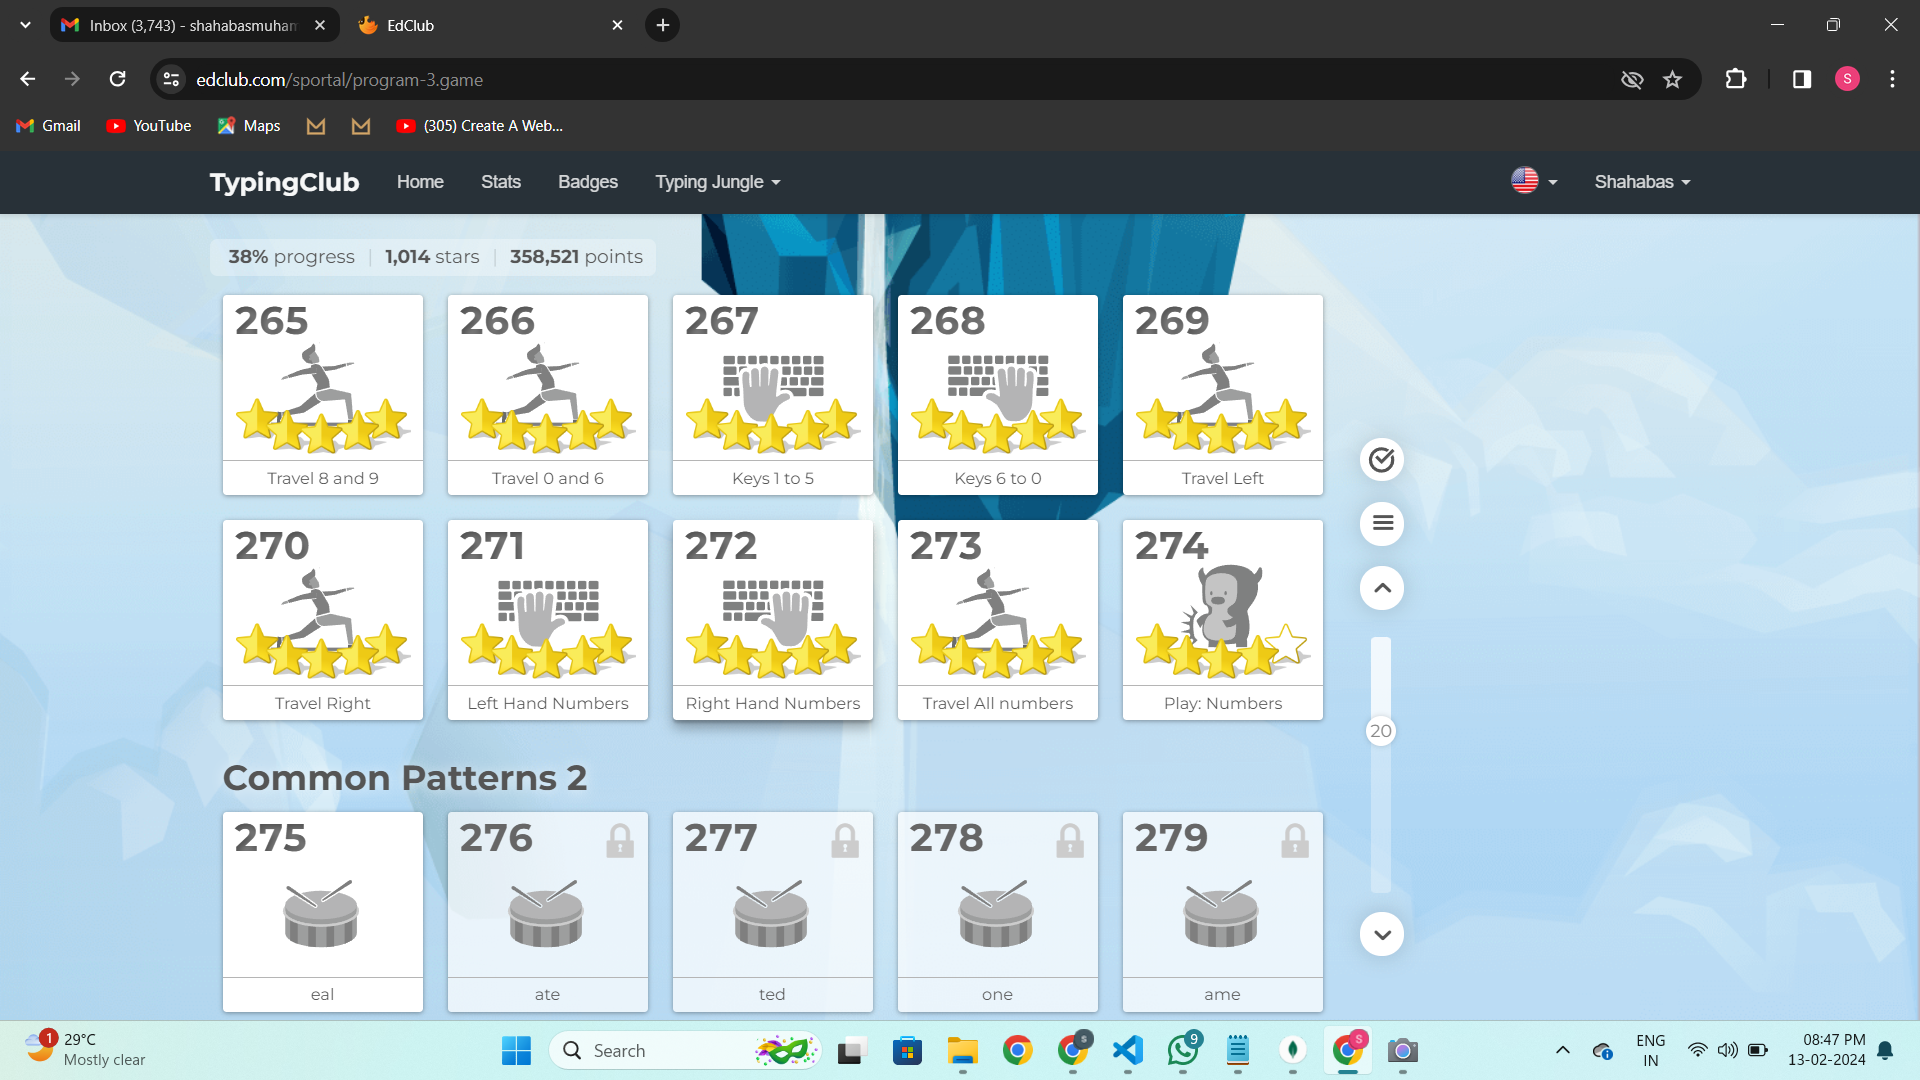 Inbox (3,743) - shahabasmuham
EdClub
edclub.com/sportal/program-3.game
S
Gmail
YouTube
Maps
(305) Create A Web...
TypingClub
Home
Stats
Badges
Typing Jungle
Shahabas
38% progress
1,014 stars
358,521 points
265
266
267
268
269
Travel 8 and 9
Travel 0 and 6
Keys 1 to 5
Keys 6 to 0
Travel Left
270
271
272
273
274
Travel Right
Left Hand Numbers
Right Hand Numbers
Travel All numbers
Play: Numbers
20
Common Patterns 2
275
276
277
278
279
eal
ate
ted
one
ame
1
29°C
Mostly clear
Search
S
9
S
ENG
IN
08:47 PM
13-02-2024